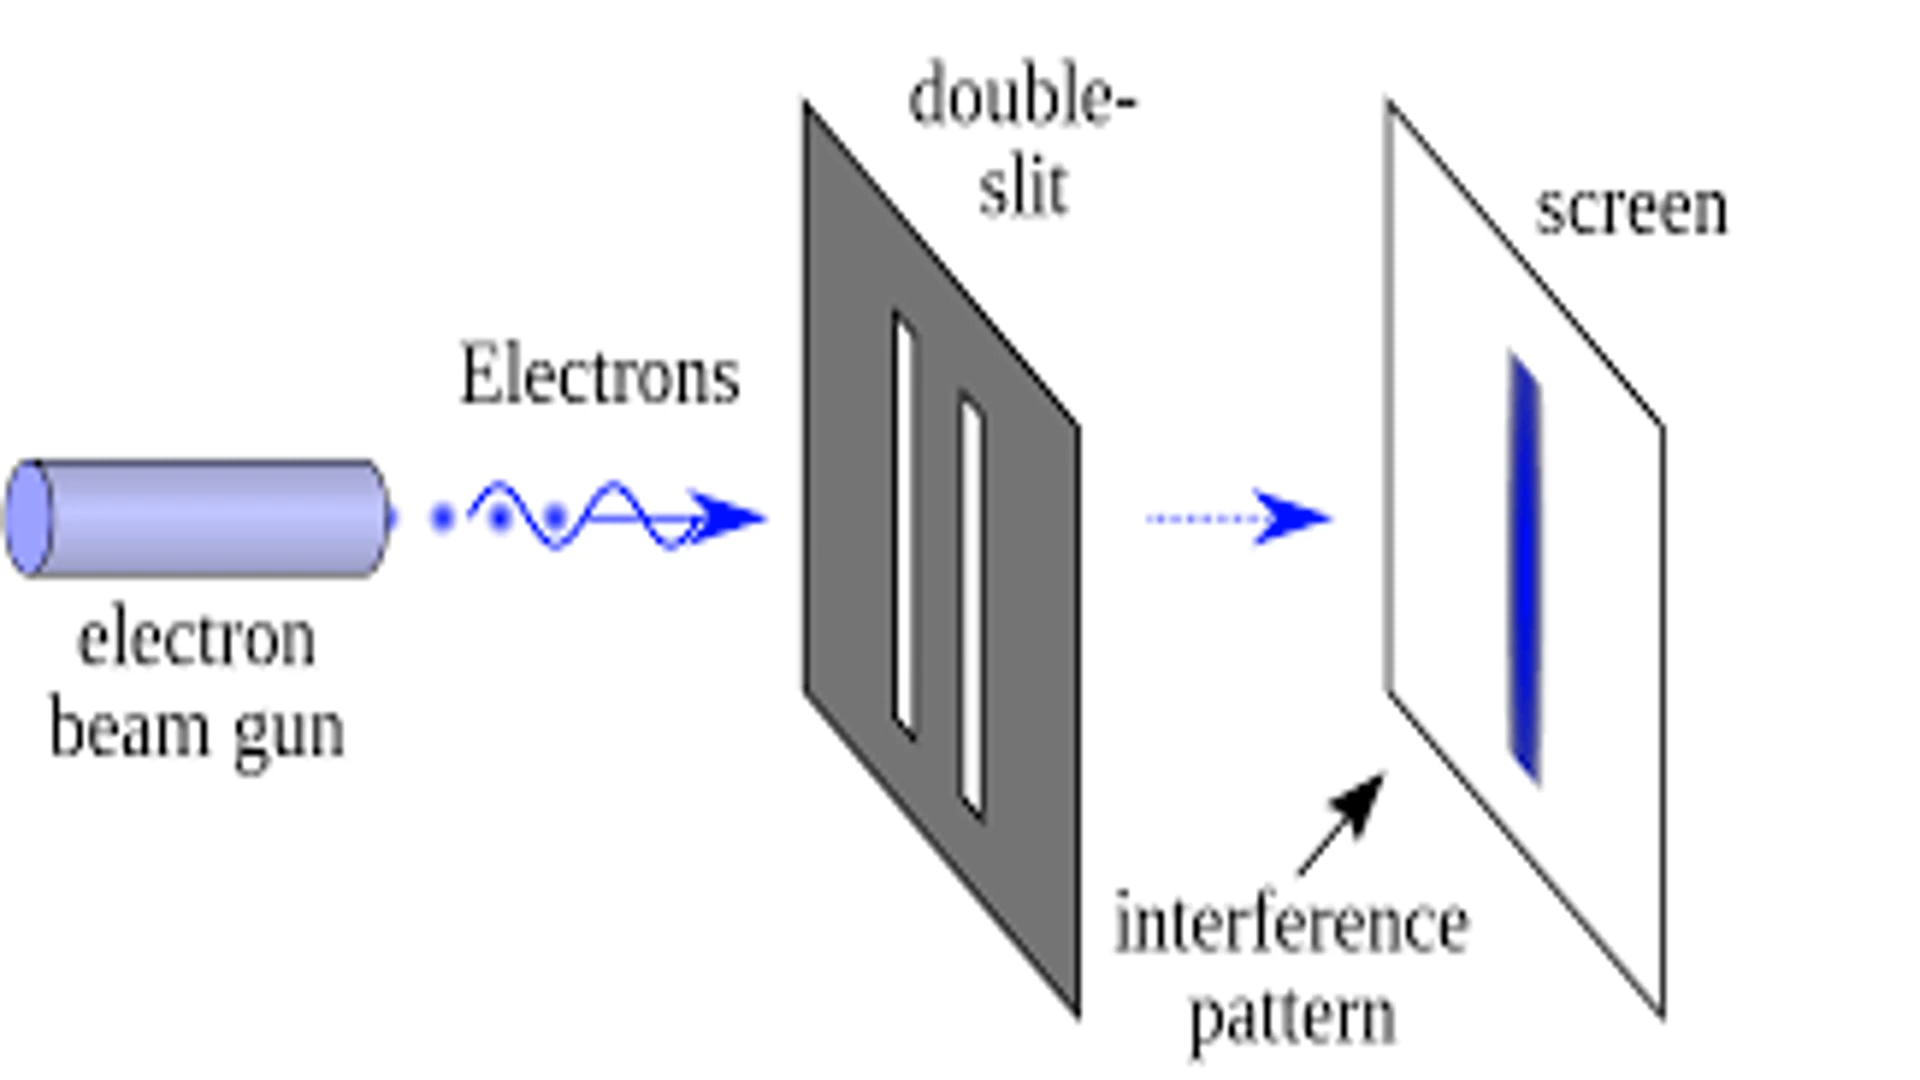 double-
slit
screen
Electrons
electron
beam gun
interference
pattern